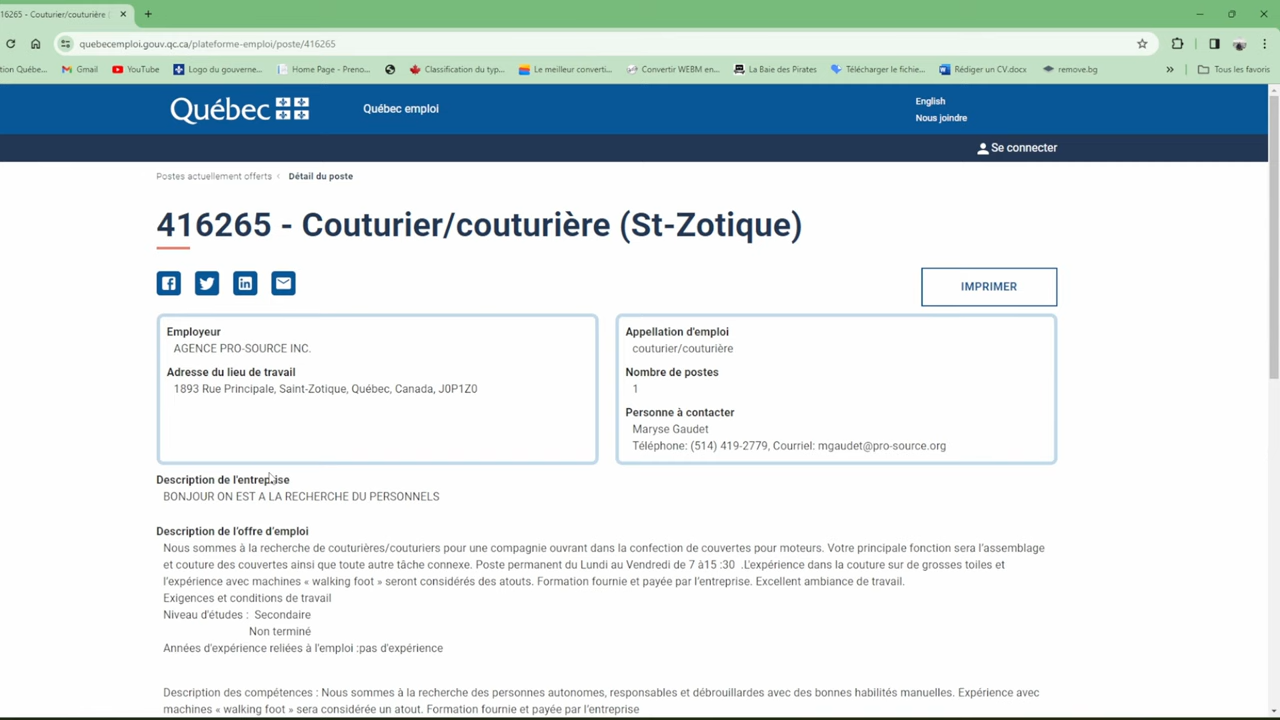 16265 - Couturier/couturière (
quebecemploi.gouv.qc.ca/plateforme-emploi/poste/416265
tion Québe... Gmail YouTube Logo du gouverne... Home Page - Preno... Classification du typ... Le meilleur converti... Convertir WEBM en... La Baie des Pirates Télécharger le fichie... Rédiger un CV.docx remove.bg » Tous les favoris
Québec Québec emploi English
Nous joindre
Se connecter
Postes actuellement offerts < Détail du poste
416265 - Couturier/couturière (St-Zotique)
IMPRIMER
Employeur
AGENCE PRO-SOURCE INC.
Adresse du lieu de travail
1893 Rue Principale, Saint-Zotique, Québec, Canada, J0P1Z0
Appellation d'emploi
couturier/couturière
Nombre de postes
1
Personne à contacter
Maryse Gaudet
Téléphone: (514) 419-2779, Courriel: mgaudet@pro-source.org
Description de l'entreprise
BONJOUR ON EST A LA RECHERCHE DU PERSONNELS
Description de l'offre d'emploi
Nous sommes à la recherche de couturières/couturiers pour une compagnie ouvrant dans la confection de couvertes pour moteurs. Votre principale fonction sera l'assemblage
et couture des couvertes ainsi que toute autre tâche connexe. Poste permanent du Lundi au Vendredi de 7 à15 :30 .L'expérience dans la couture sur de grosses toiles et
l'expérience avec machines « walking foot » seront considérés des atouts. Formation fournie et payée par l'entreprise. Excellent ambiance de travail.
Exigences et conditions de travail
Niveau d'études : Secondaire
Non terminé
Années d'expérience reliées à l'emploi :pas d'expérience
Description des compétences : Nous sommes à la recherche des personnes autonomes, responsables et débrouillardes avec des bonnes habilités manuelles. Expérience avec
machines « walking foot » sera considérée un atout. Formation fournie et payée par l'entreprise